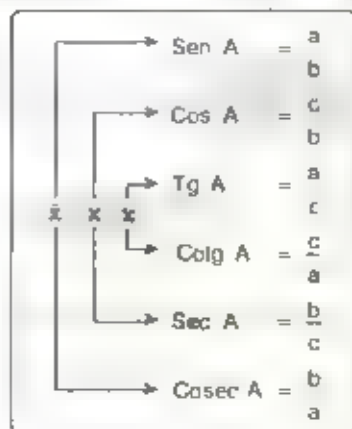 Sen A = a
b
Cos A = c
b
Tg A = a
c
x x x
Cotg A = c
a
Sec A = b
c
Cosec A = b
a